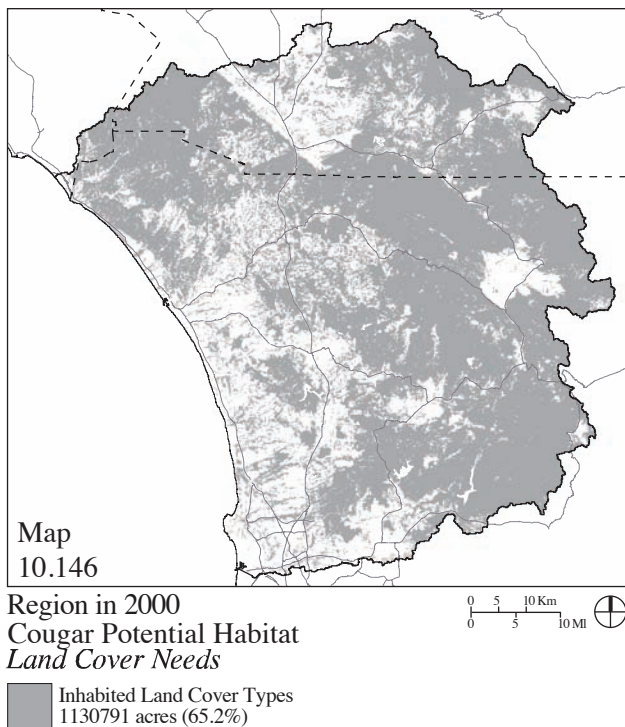 Map
10.146
Region in 2000
Cougar Potential Habitat
Land Cover Needs
0 5 10 Km
0 5 10 MI
Inhabited Land Cover Types
1130791 acres (65.2%)